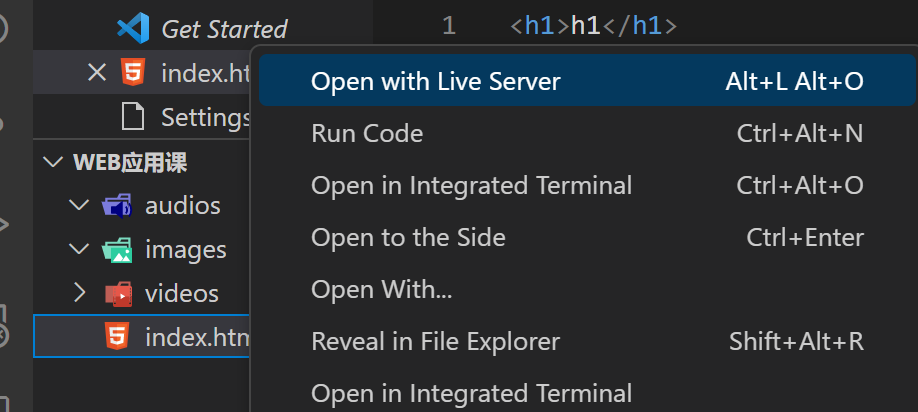 Get Started
1 <h1>h1</h1>
index.ht
Open with Live Server Alt+L Alt+O
Settings
Run Code Ctrl+Alt+N
WEB应用课
Open in Integrated Terminal Ctrl+Alt+O
audios
Open to the Side Ctrl+Enter
images
Open With...
videos
Reveal in File Explorer Shift+Alt+R
index.htm
Open in Integrated Terminal